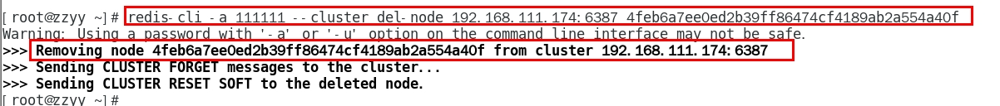 [root@zzyy ~]# redis-cli -a 111111 --cluster del-node 192.168.111.174:6387 4feb6a7ee0ed2b39ff86474cf4189ab2a554a40f
Warning: Using a password with '-a' or '-u' option on the command line interface may not be safe.
>>> Removing node 4feb6a7ee0ed2b39ff86474cf4189ab2a554a40f from cluster 192.168.111.174:6387
>>> Sending CLUSTER FORGET messages to the cluster...
>>> Sending CLUSTER RESET SOFT to the deleted node.
[root@zzyy ~]#